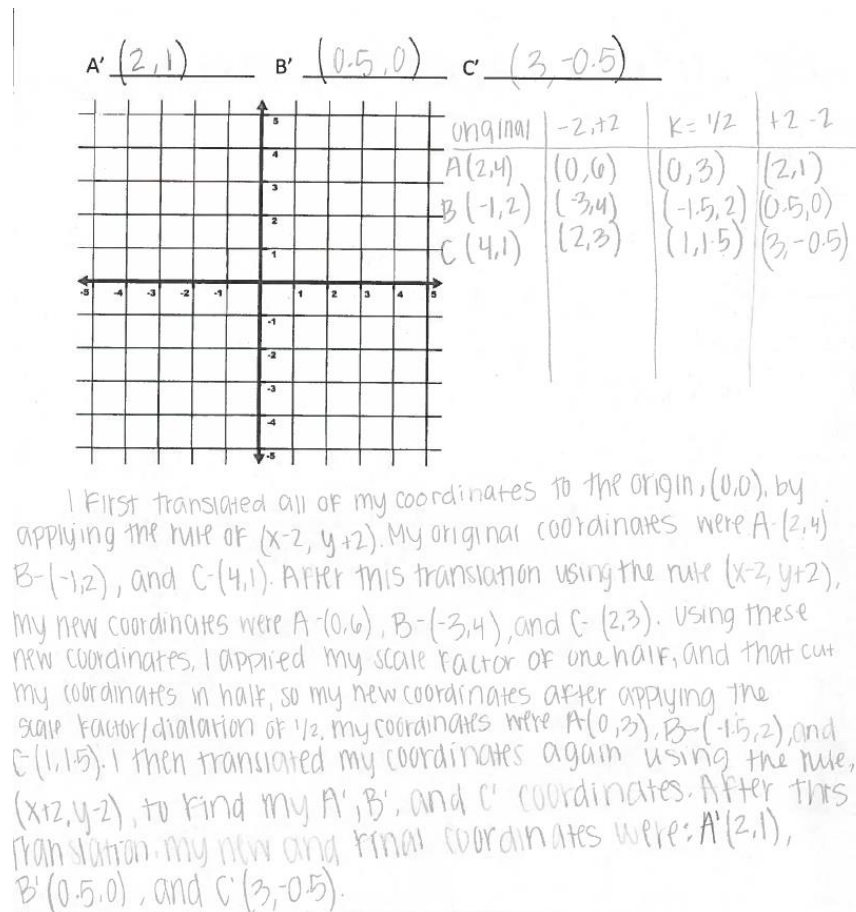 A' (2,1) B' (0.5,0) C' (3,-0.5)
original | -2,+2 | K= 1/2 | +2 -2
A(2,4) | (0,6) | (0,3) | (2,1)
B(-1,2) | (-3,4) | (-1.5,2) | (0.5,0)
C(4,1) | (2,3) | (1,1.5) | (3,-0.5)
5
4
3
2
1
-5 -4 -3 -2 -1 1 2 3 4 5
-1
-2
-3
-4
-5
I first translated all of my coordinates to the origin, (0,0), by
applying the rule of (x-2, y+2). My original coordinates were A-(2,4)
B-(-1,2), and C-(4,1). After this translation using the rule (x-2, y+2),
my new coordinates were A-(0,6), B-(-3,4), and C-(2,3). Using these
new coordinates, I applied my scale factor of one half, and that cut
my coordinates in half, so my new coordinates after applying the
scale factor/dialation of 1/2, my coordinates were A(0,3), B-(-1.5,2), and
C-(1,1.5). I then translated my coordinates again using the rule,
(x+2,y-2), to find my A', B', and C' coordinates. After this
translation, my new and final coordinates were: A'(2,1),
B'(0.5,0), and C'(3,-0.5).